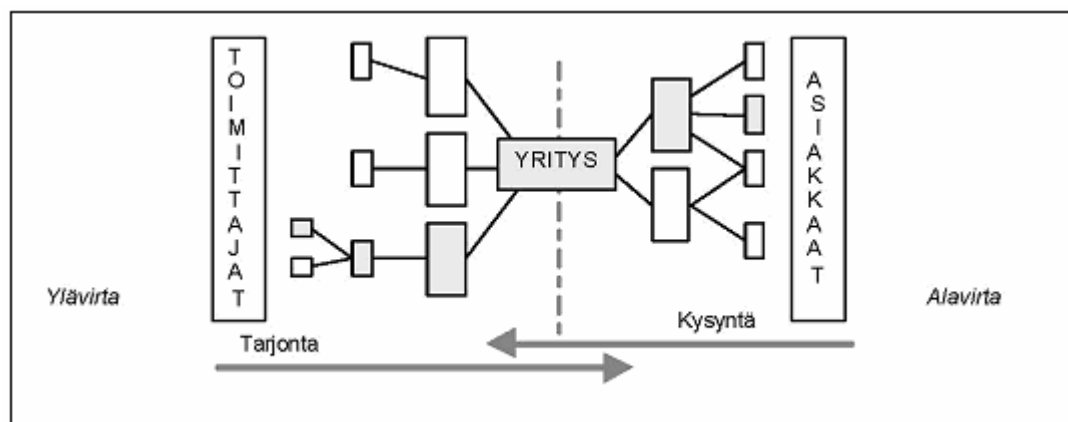 TOIMITTAJAT
YRITYS
ASIAKKAAT
Ylävirta
Alavirta
Kysyntä
Tarjonta